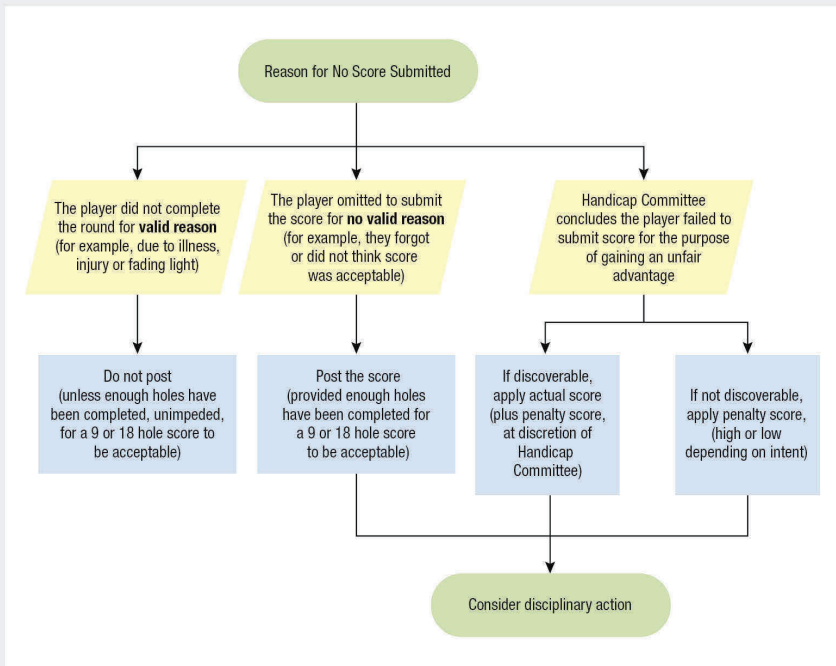 Reason for No Score Submitted
The player did not complete
the round for valid reason
(for example, due to illness,
injury or fading light)
The player omitted to submit
the score for no valid reason
(for example, they forgot
or did not think score
was acceptable)
Handicap Committee
concludes the player failed to
submit score for the purpose
of gaining an unfair
advantage
Do not post
(unless enough holes have
been completed, unimpeded,
for a 9 or 18 hole score to
be acceptable)
Post the score
(provided enough holes
have been completed for
a 9 or 18 hole score
to be acceptable)
If discoverable,
apply actual score
(plus penalty score,
at discretion of
Handicap
Committee)
If not discoverable,
apply penalty score,
(high or low
depending on intent)
Consider disciplinary action